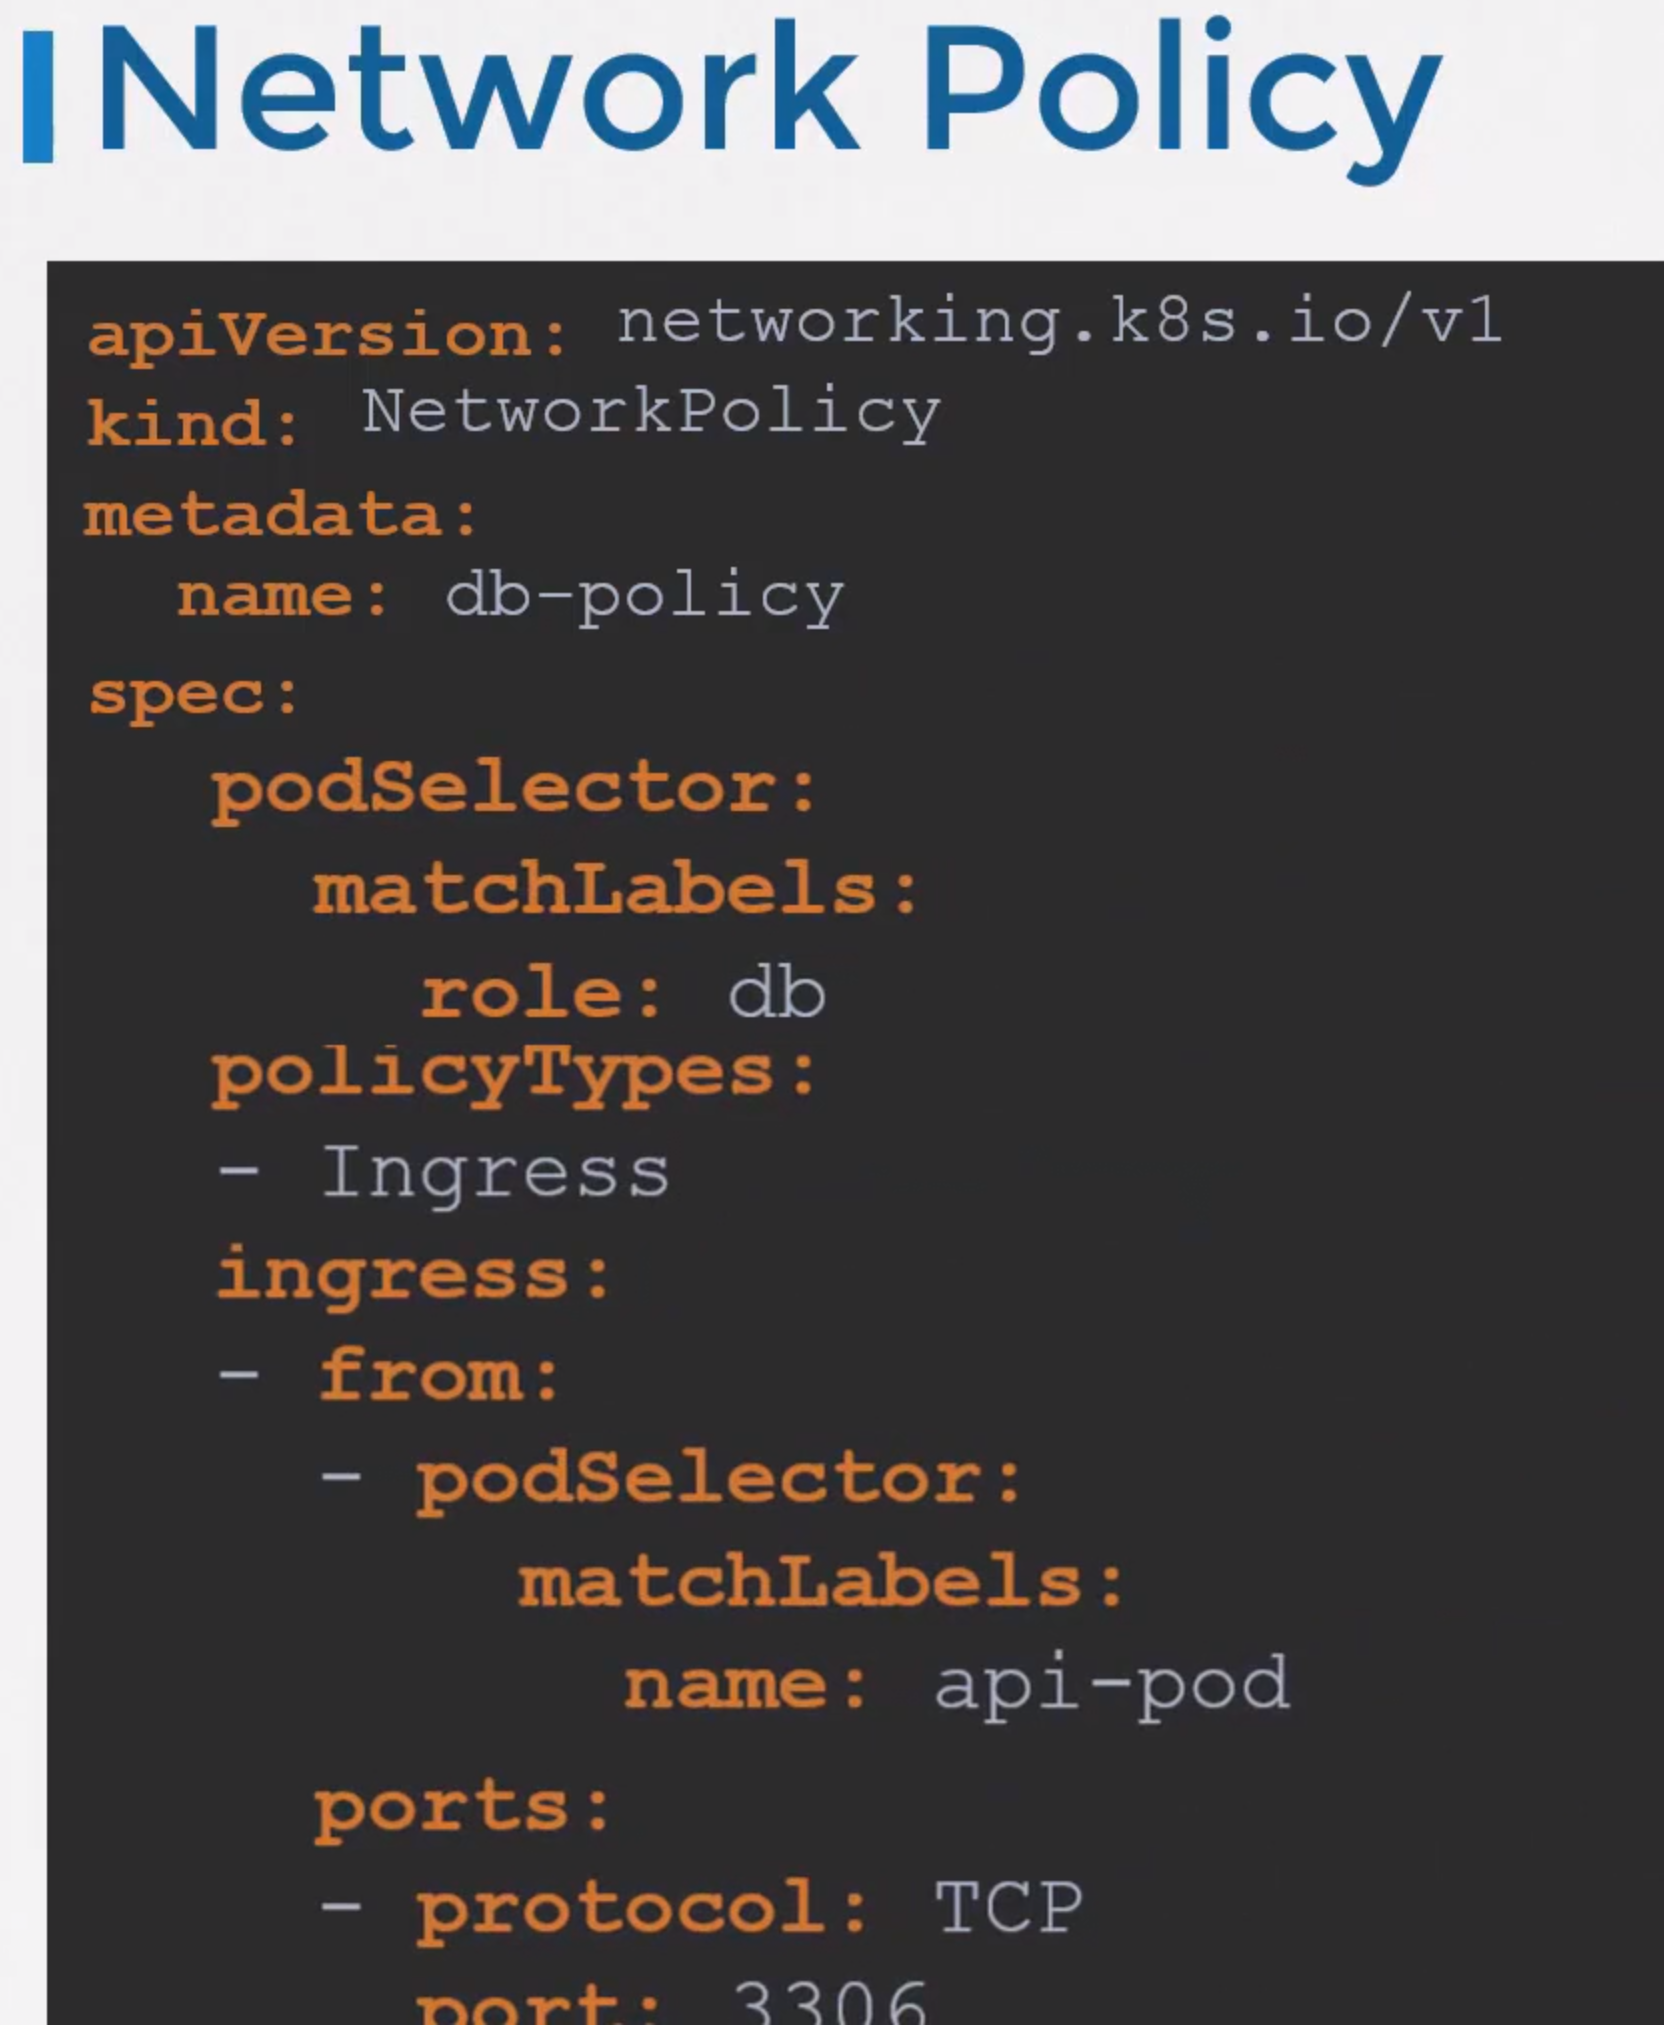 Network Policy
apiVersion: networking.k8s.io/v1
kind: NetworkPolicy
metadata:
  name: db-policy
spec:
   podSelector:
     matchLabels:
       role: db
   policyTypes:
   - Ingress
   ingress:
   - from:
     - podSelector:
         matchLabels:
           name: api-pod
     ports:
     - protocol: TCP
       port: 3306